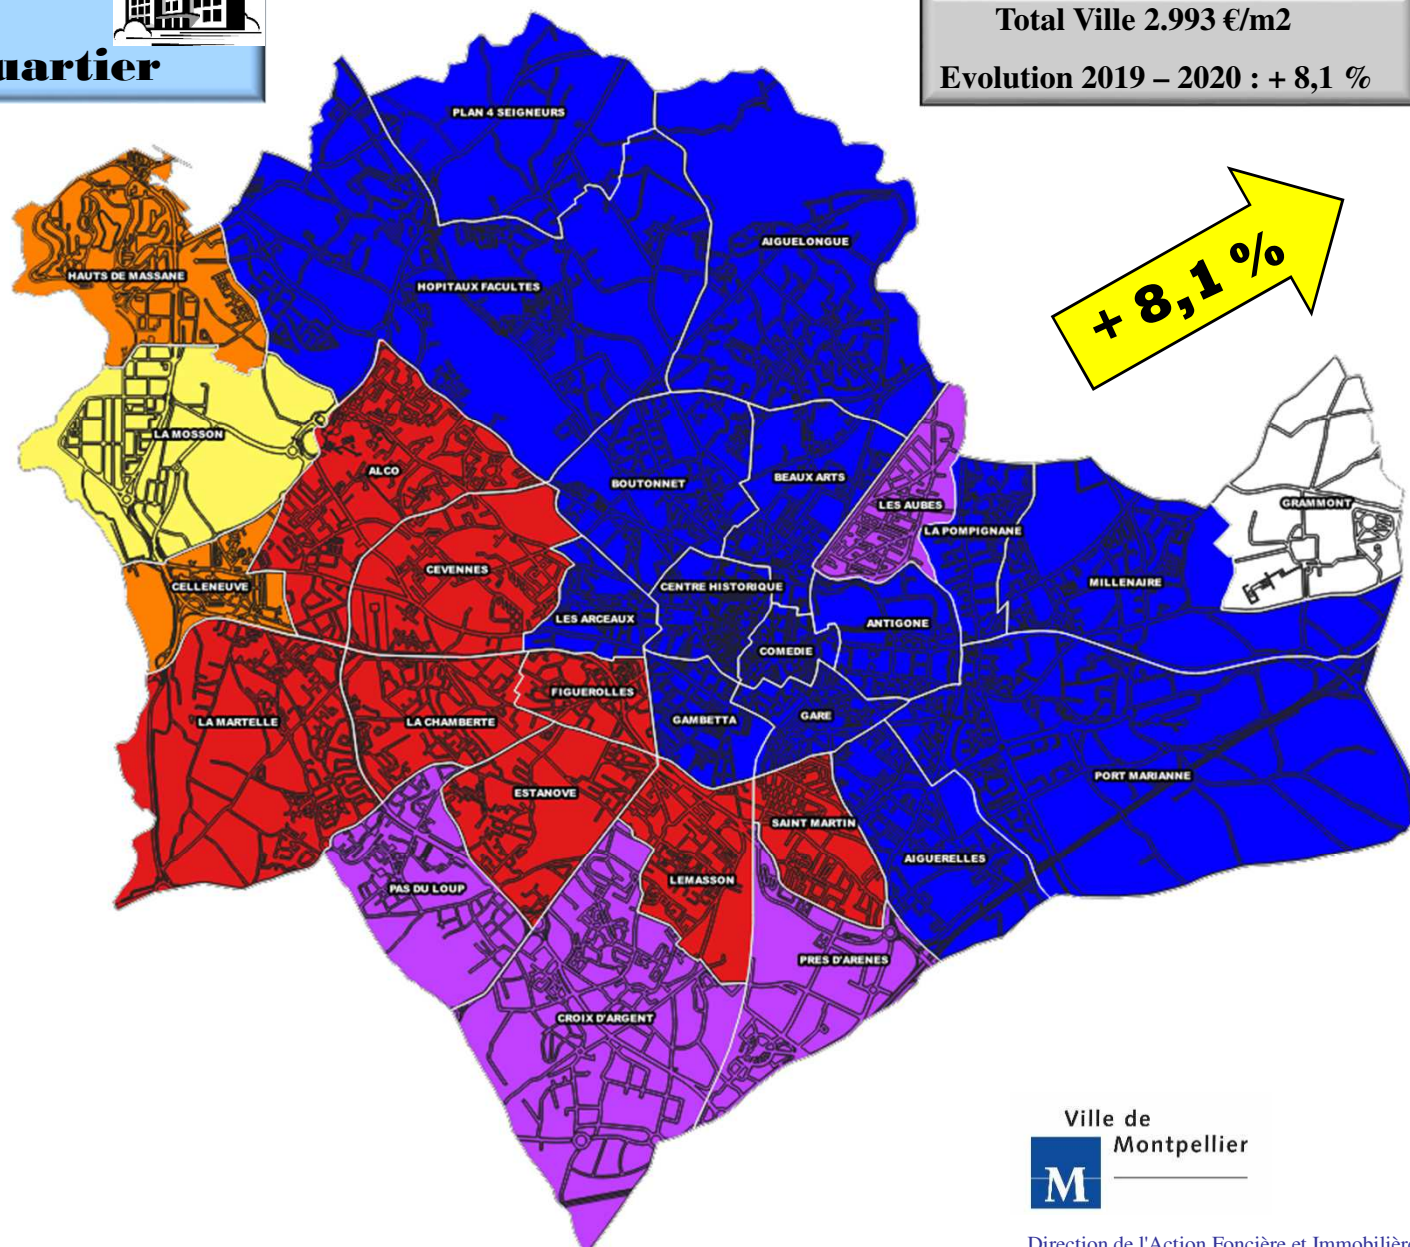 uartier
Total Ville 2.993 €/m2
Evolution 2019 – 2020 : + 8,1 %
+ 8,1 %
PLAN 4 SEIGNEURS
AIGUELONGUE
HAUTS DE MASSANE
HOPITAUX FACULTES
LA MOSSON
ALCO
BOUTONNET
BEAUX ARTS
LES AUBES
GRAMMONT
LA POMPIGNANE
CEVENNES
CELLENEUVE
CENTRE HISTORIQUE
MILLENAIRE
LES ARCEAUX
ANTIGONE
COMEDIE
FIGUEROLLES
LA MARTELLE
LA CHAMBERTE
GAMBETTA
GARE
PORT MARIANNE
ESTANOVE
SAINT MARTIN
AIGUERELLES
PAS DU LOUP
LEMASSON
PRES D'ARENES
CROIX D'ARGENT
Ville de
Montpellier
M
Direction de l'Action Foncière et Immobilière